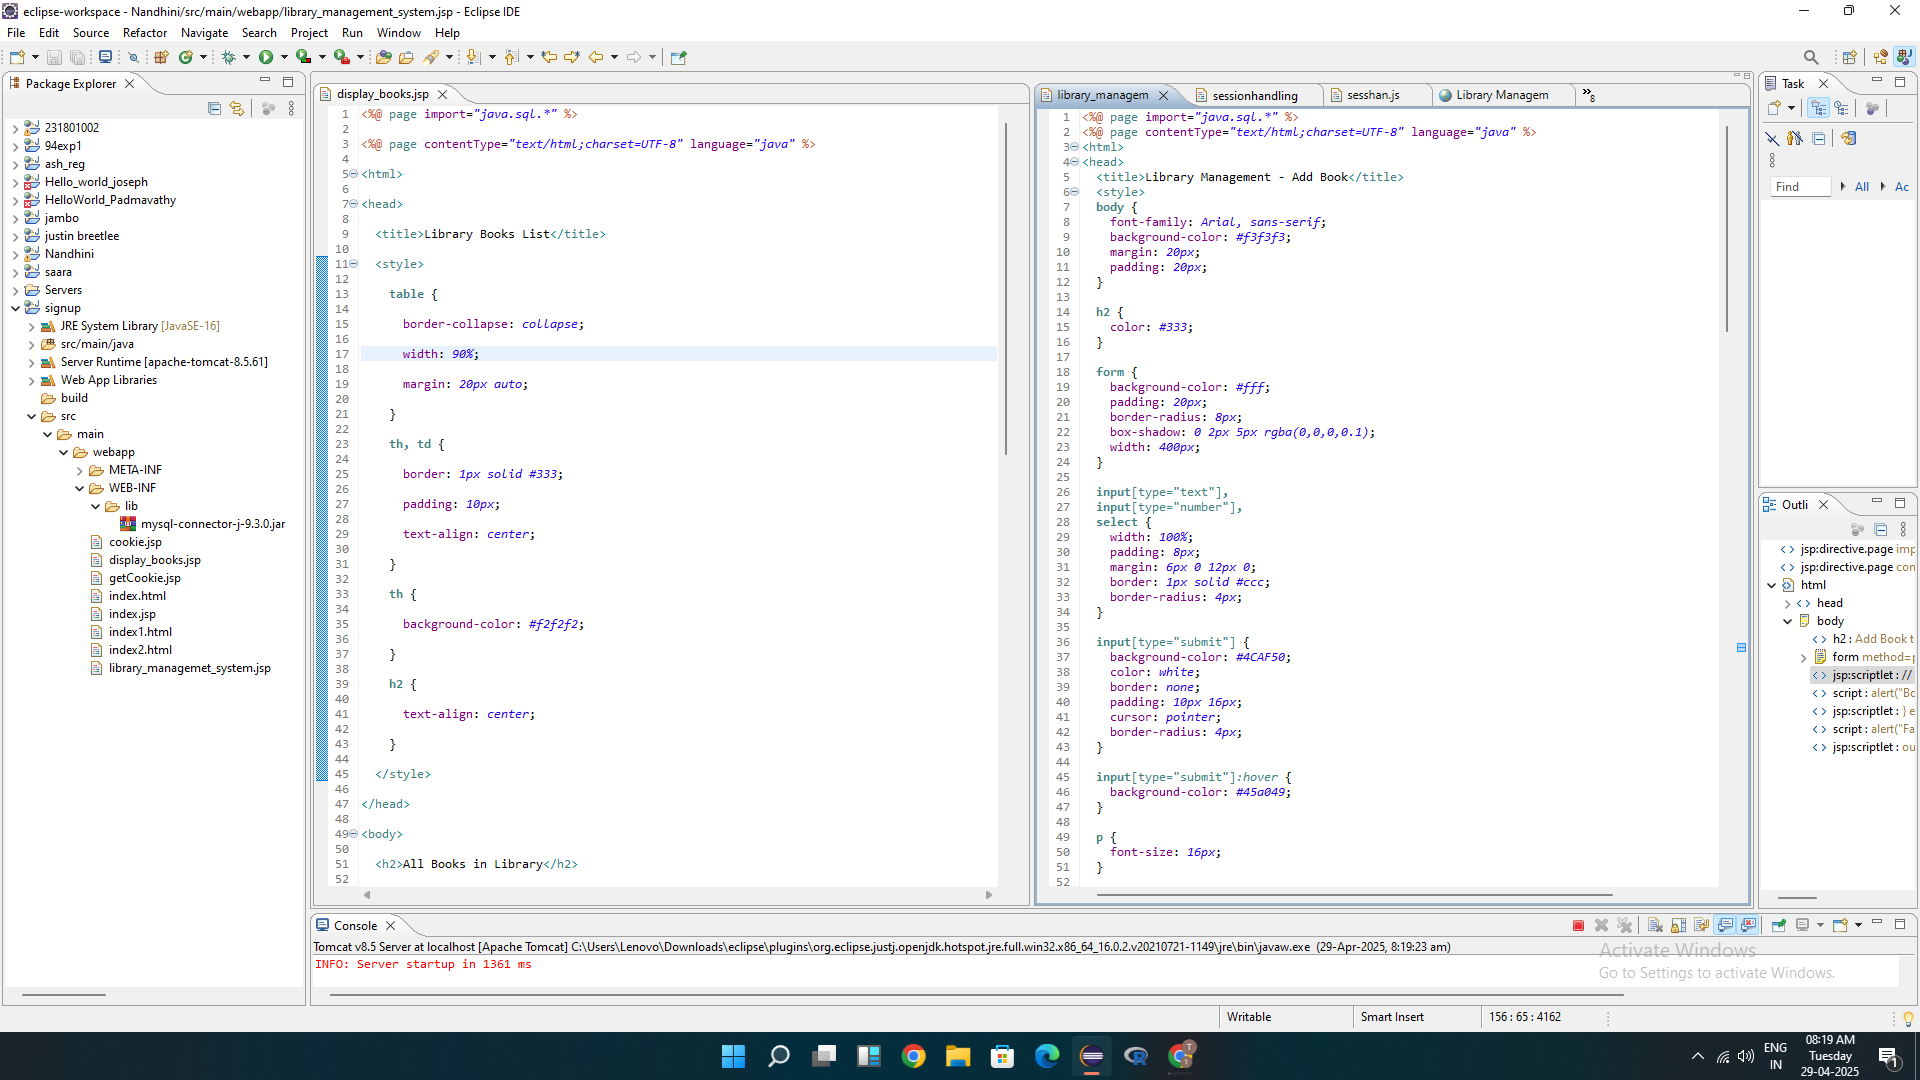 eclipse-workspace - Nandhini/src/main/webapp/library_management_system.jsp - Eclipse IDE
File Edit Source Refactor Navigate Search Project Run Window Help
Package Explorer
231801002
94exp1
ash_reg
Hello_world_joseph
HelloWorld_Padmavathy
jambo
justin breetlee
Nandhini
saara
Servers
signup
JRE System Library [JavaSE-16]
src/main/java
Server Runtime [apache-tomcat-8.5.61]
Web App Libraries
build
src
main
webapp
META-INF
WEB-INF
lib
mysql-connector-j-9.3.0.jar
cookie.jsp
display_books.jsp
getCookie.jsp
index.html
index.jsp
index1.html
index2.html
library_managemet_system.jsp
display_books.jsp
1 <%@ page import="java.sql.*" %>
2
3 <%@ page contentType="text/html;charset=UTF-8" language="java" %>
4
5 <html>
6
7 <head>
8
9 <title>Library Books List</title>
10
11 <style>
12
13 table {
14
15 border-collapse: collapse;
16
17 width: 90%;
18
19 margin: 20px auto;
20
21 }
22
23 th, td {
24
25 border: 1px solid #333;
26
27 padding: 10px;
28
29 text-align: center;
30
31 }
32
33 th {
34
35 background-color: #f2f2f2;
36
37 }
38
39 h2 {
40
41 text-align: center;
42
43 }
44
45 </style>
46
47 </head>
48
49 <body>
50
51 <h2>All Books in Library</h2>
52
library_managem sessionhandling sesshan.js Library Managem »8
1 <%@ page import="java.sql.*" %>
2 <%@ page contentType="text/html;charset=UTF-8" language="java" %>
3 <html>
4 <head>
5 <title>Library Management - Add Book</title>
6 <style>
7 body {
8 font-family: Arial, sans-serif;
9 background-color: #f3f3f3;
10 margin: 20px;
11 padding: 20px;
12 }
13
14 h2 {
15 color: #333;
16 }
17
18 form {
19 background-color: #fff;
20 padding: 20px;
21 border-radius: 8px;
22 box-shadow: 0 2px 5px rgba(0,0,0,0.1);
23 width: 400px;
24 }
25
26 input[type="text"],
27 input[type="number"],
28 select {
29 width: 100%;
30 padding: 8px;
31 margin: 6px 0 12px 0;
32 border: 1px solid #ccc;
33 border-radius: 4px;
34 }
35
36 input[type="submit"] {
37 background-color: #4CAF50;
38 color: white;
39 border: none;
40 padding: 10px 16px;
41 cursor: pointer;
42 border-radius: 4px;
43 }
44
45 input[type="submit"]:hover {
46 background-color: #45a049;
47 }
48
49 p {
50 font-size: 16px;
51 }
52
Task
Find All Ac
Outli
jsp:directive.page imp
jsp:directive.page con
html
head
body
h2 : Add Book t
form method=p
jsp:scriptlet : //
script : alert("Bo
jsp:scriptlet : } e
script : alert("Fa
jsp:scriptlet : ou
Console
Tomcat v8.5 Server at localhost [Apache Tomcat] C:\Users\Lenovo\Downloads\eclipse\plugins\org.eclipse.justj.openjdk.hotspot.jre.full.win32.x86_64_16.0.2.v20210721-1149\jre\bin\javaw.exe (29-Apr-2025, 8:19:23 am)
INFO: Server startup in 1361 ms
Activate Windows
Go to Settings to activate Windows.
Writable Smart Insert 156 : 65 : 4162
ENG
IN
08:19 AM
Tuesday
29-04-2025
1